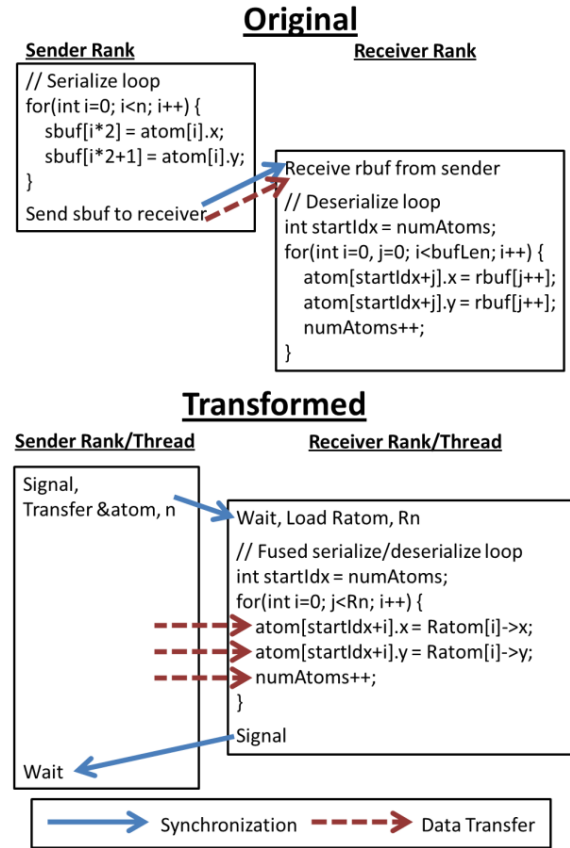 Original
Sender Rank
Receiver Rank
// Serialize loop
for(int i=0; i<n; i++) {
sbuf[i*2] = atom[i].x;
sbuf[i*2+1] = atom[i].y;
}
Send sbuf to receiver
Receive rbuf from sender
// Deserialize loop
int startIdx = numAtoms;
for(int i=0, j=0; i<bufLen; i++) {
atom[startIdx+j].x = rbuf[j++];
atom[startIdx+j].y = rbuf[j++];
numAtoms++;
}
Transformed
Sender Rank/Thread
Receiver Rank/Thread
Signal,
Transfer &atom, n
Wait
Wait, Load Ratom, Rn
// Fused serialize/deserialize loop
int startIdx = numAtoms;
for(int i=0; j<Rn; i++) {
atom[startIdx+i].x = Ratom[i]->x;
atom[startIdx+i].y = Ratom[i]->y;
numAtoms++;
}
Signal
Synchronization
Data Transfer